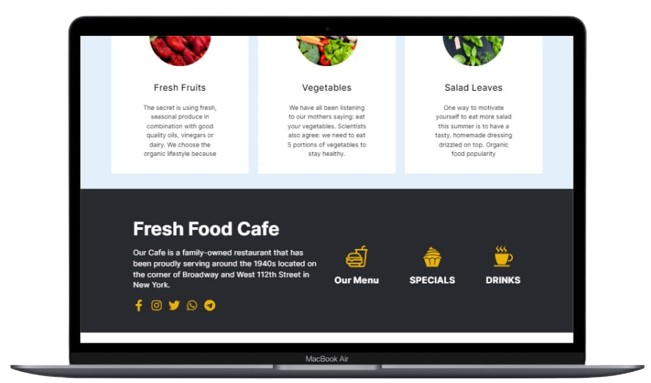 Fresh Fruits
The secret is using fresh,
seasonal produce in
combination with good
quality oils, vinegars or
dairy. We choose the
organic lifestyle because
Vegetables
We have all been listening
to our mothers saying: eat
your vegetables. Scientists
also agree: we need to eat
5 portions of vegetables to
stay healthy.
Salad Leaves
One way to motivate
yourself to eat more salad
this summer is to have a
tasty, homemade dressing
drizzled on top. Organic
food popularity
Fresh Food Cafe
Our Cafe is a family-owned restaurant that has
been proudly serving around the 1940s located on
the corner of Broadway and West 112th Street in
New York.
Our Menu
SPECIALS
DRINKS
MacBook Air